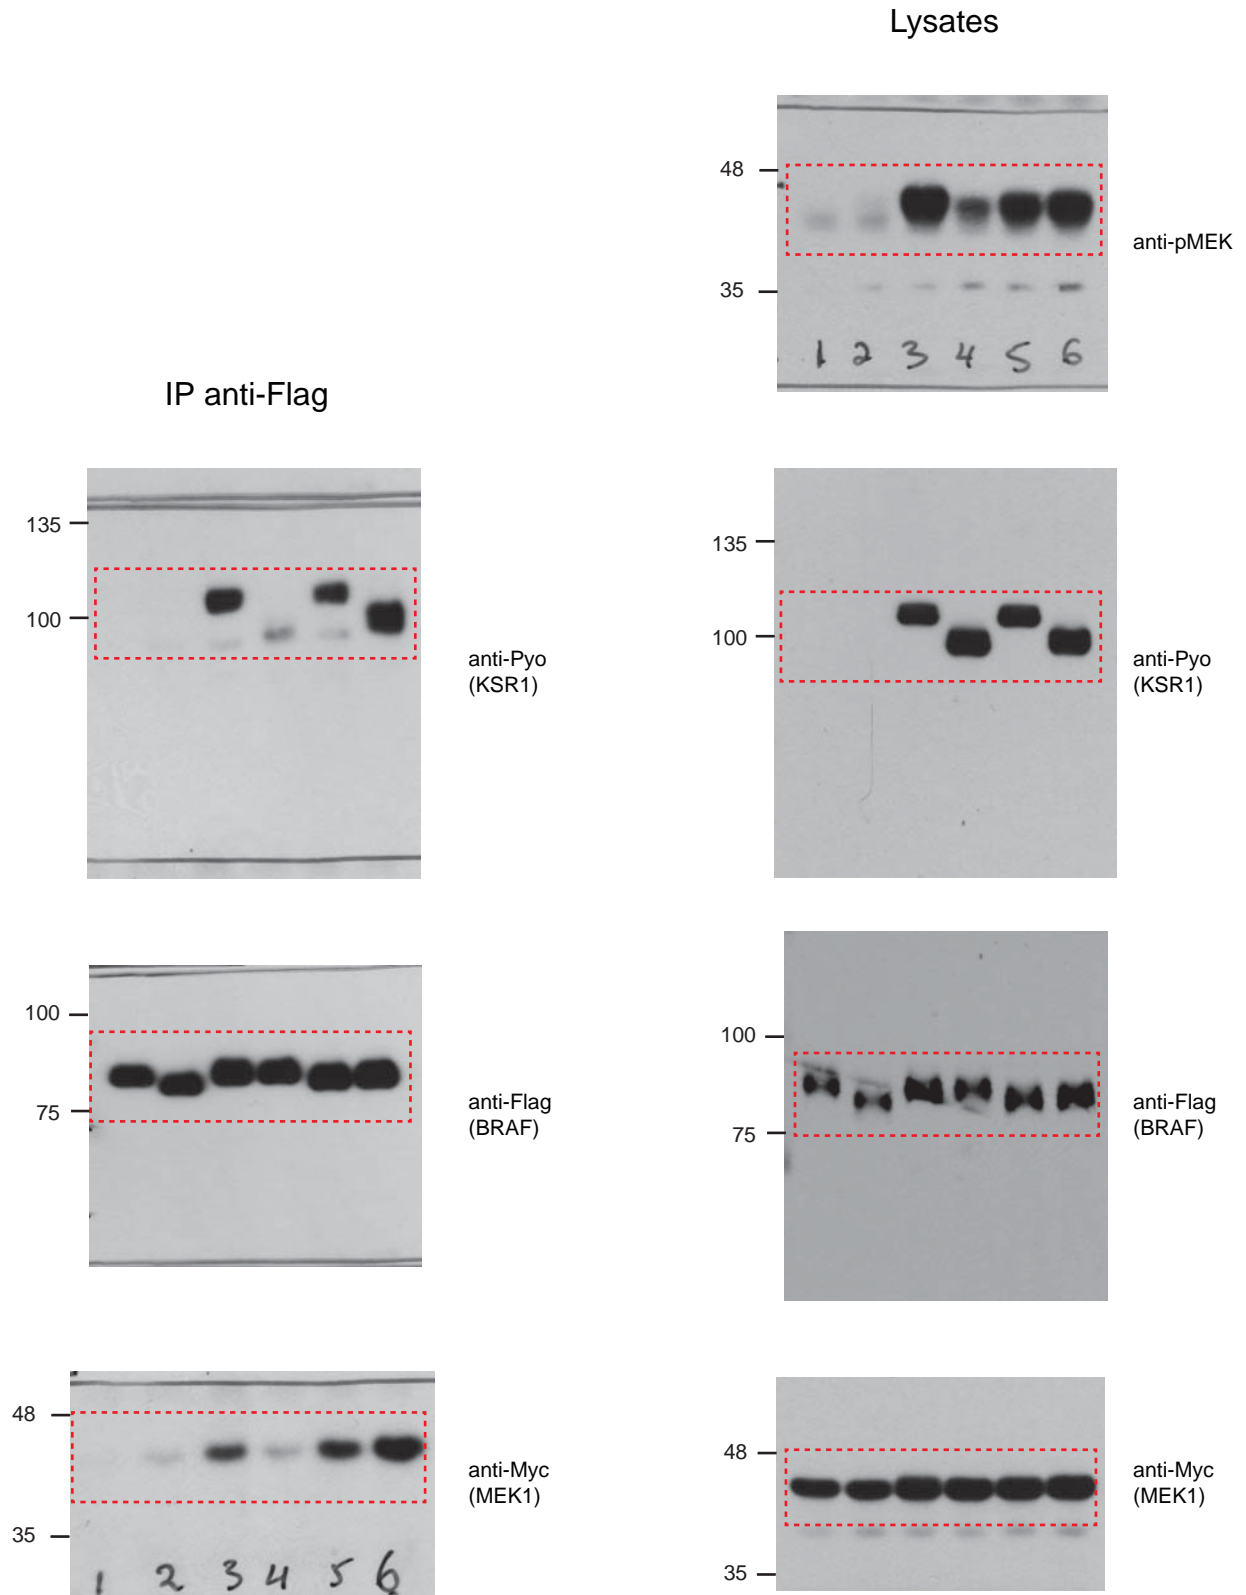 Lysates
48
35
anti-pMEK
1 2 3 4 5 6
IP anti-Flag
135
100
anti-Pyo
(KSR1)
135
100
anti-Pyo
(KSR1)
100
75
anti-Flag
(BRAF)
100
75
anti-Flag
(BRAF)
48
35
anti-Myc
(MEK1)
1 2 3 4 5 6
48
35
anti-Myc
(MEK1)